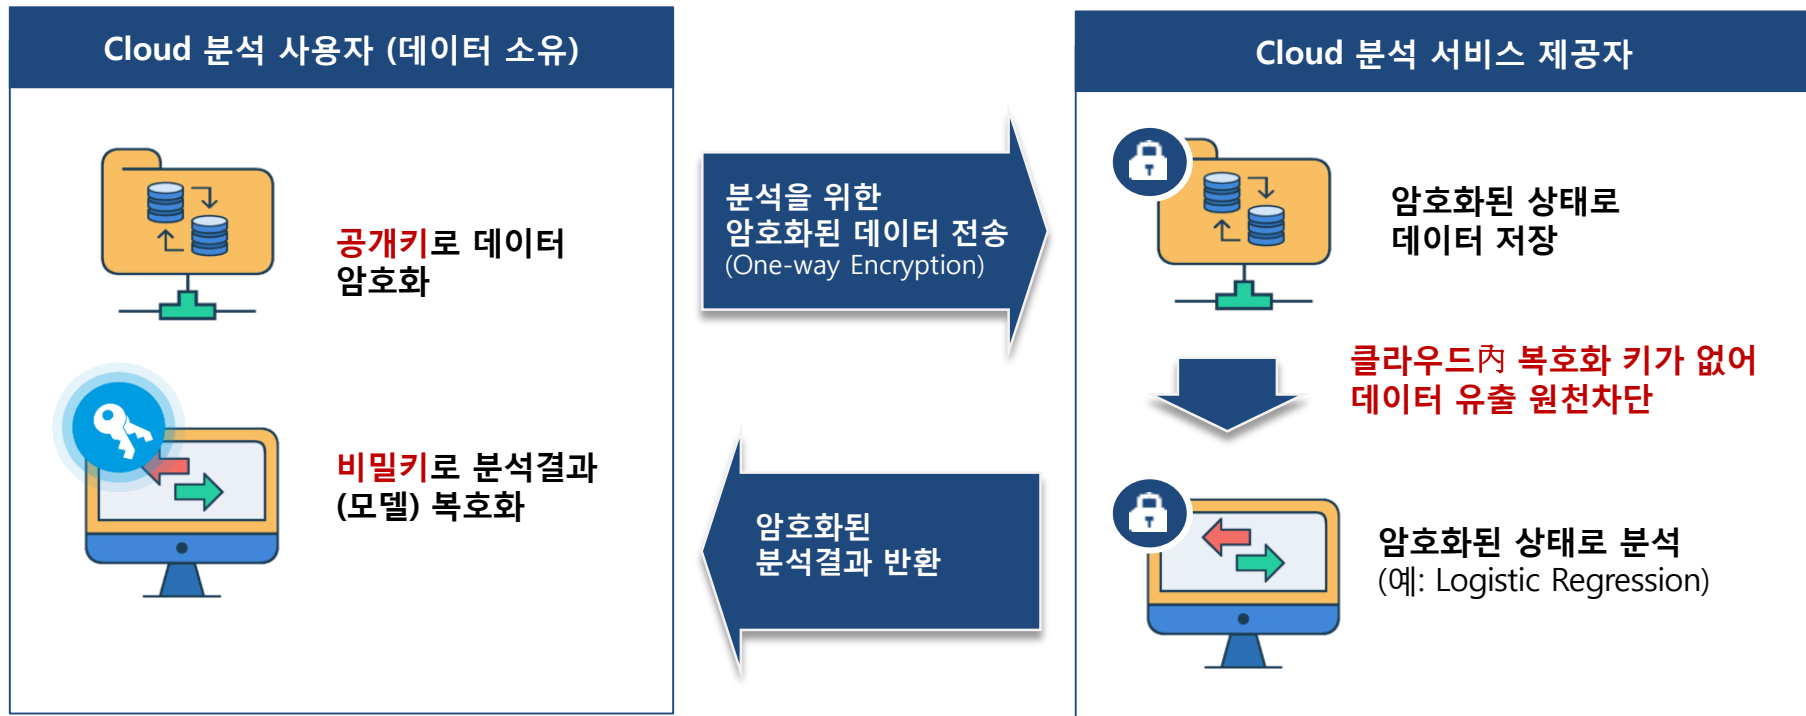 Cloud 분석 사용자 (데이터 소유)
공개키로 데이터
암호화
비밀키로 분석결과
(모델) 복호화
분석을 위한
암호화된 데이터 전송
(One-way Encryption)
암호화된
분석결과 반환
Cloud 분석 서비스 제공자
암호화된 상태로
데이터 저장
클라우드內 복호화 키가 없어
데이터 유출 원천차단
암호화된 상태로 분석
(예: Logistic Regression)